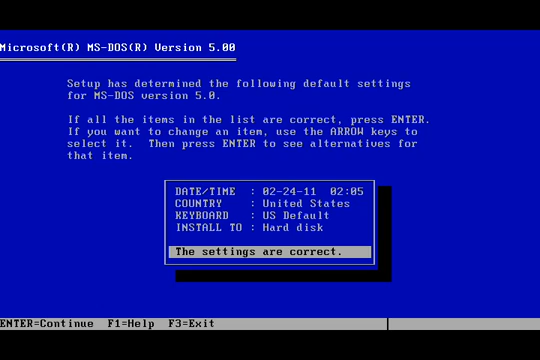 Microsoft(R) MS-DOS(R) Version 5.00
Setup has determined the following default settings
for MS-DOS version 5.0.
If all the items in the list are correct, press ENTER.
If you want to change an item, use the ARROW keys to
select it.  Then press ENTER to see alternatives for
that item.
DATE/TIME : 02-24-11 02:05
COUNTRY : United States
KEYBOARD : US Default
INSTALL TO : Hard disk
The settings are correct.
ENTER=Continue F1=Help F3=Exit